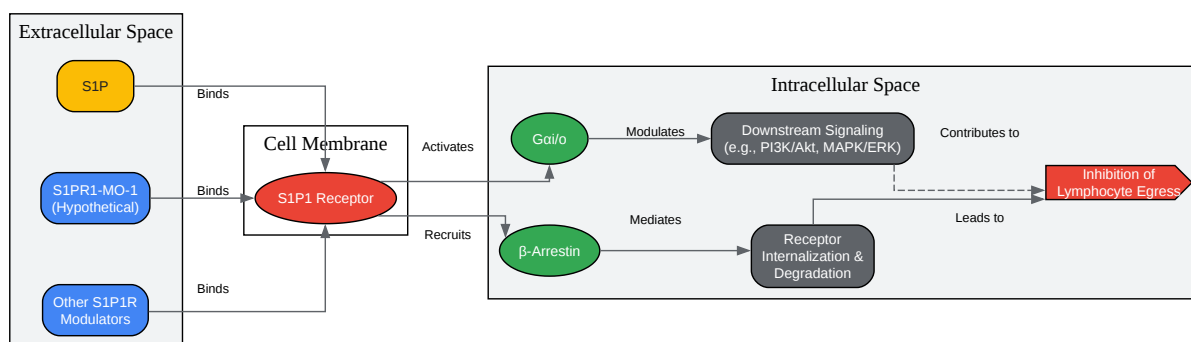 Extracellular Space
S1P
Binds
S1PR1-MO-1
(Hypothetical)
Binds
Other S1P1R
Modulators
Binds
Cell Membrane
S1P1 Receptor
Activates
Recruits
Intracellular Space
Gαi/o
Modulates
Downstream Signaling
(e.g., PI3K/Akt, MAPK/ERK)
Contributes to
β-Arrestin
Mediates
Receptor
Internalization &
Degradation
Leads to
Inhibition of
Lymphocyte Egress